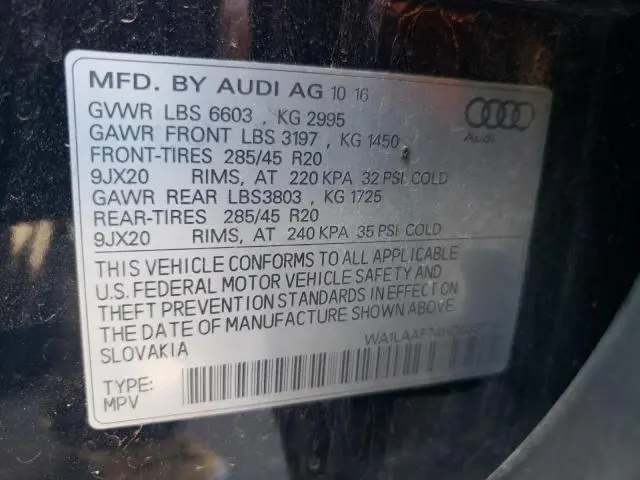 MFD. BY AUDI AG 10 16
GVWR LBS 6603 , KG 2995
GAWR FRONT LBS 3197 , KG 1450
FRONT-TIRES 285/45 R20
9JX20 RIMS, AT 220 KPA 32 PSI COLD
GAWR REAR LBS3803 , KG 1725
REAR-TIRES 285/45 R20
9JX20 RIMS, AT 240 KPA 35 PSI COLD
Audi
THIS VEHICLE CONFORMS TO ALL APPLICABLE
U.S. FEDERAL MOTOR VEHICLE SAFETY AND
THEFT PREVENTION STANDARDS IN EFFECT ON
THE DATE OF MANUFACTURE SHOWN ABOVE.
SLOVAKIA
TYPE:
MPV